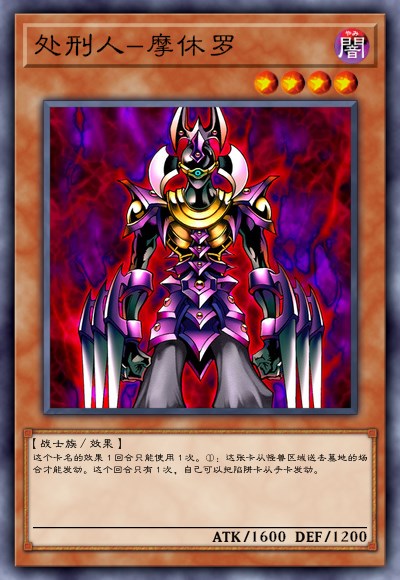 处刑人-摩休罗
やみ
闇
【战士族/效果】
这个卡名的效果1回合只能使用1次。①：这张卡从怪兽区域送去墓地的场
合才能发动。这个回合只有1次，自己可以把陷阱卡从手卡发动。
ATK/1600 DEF/1200